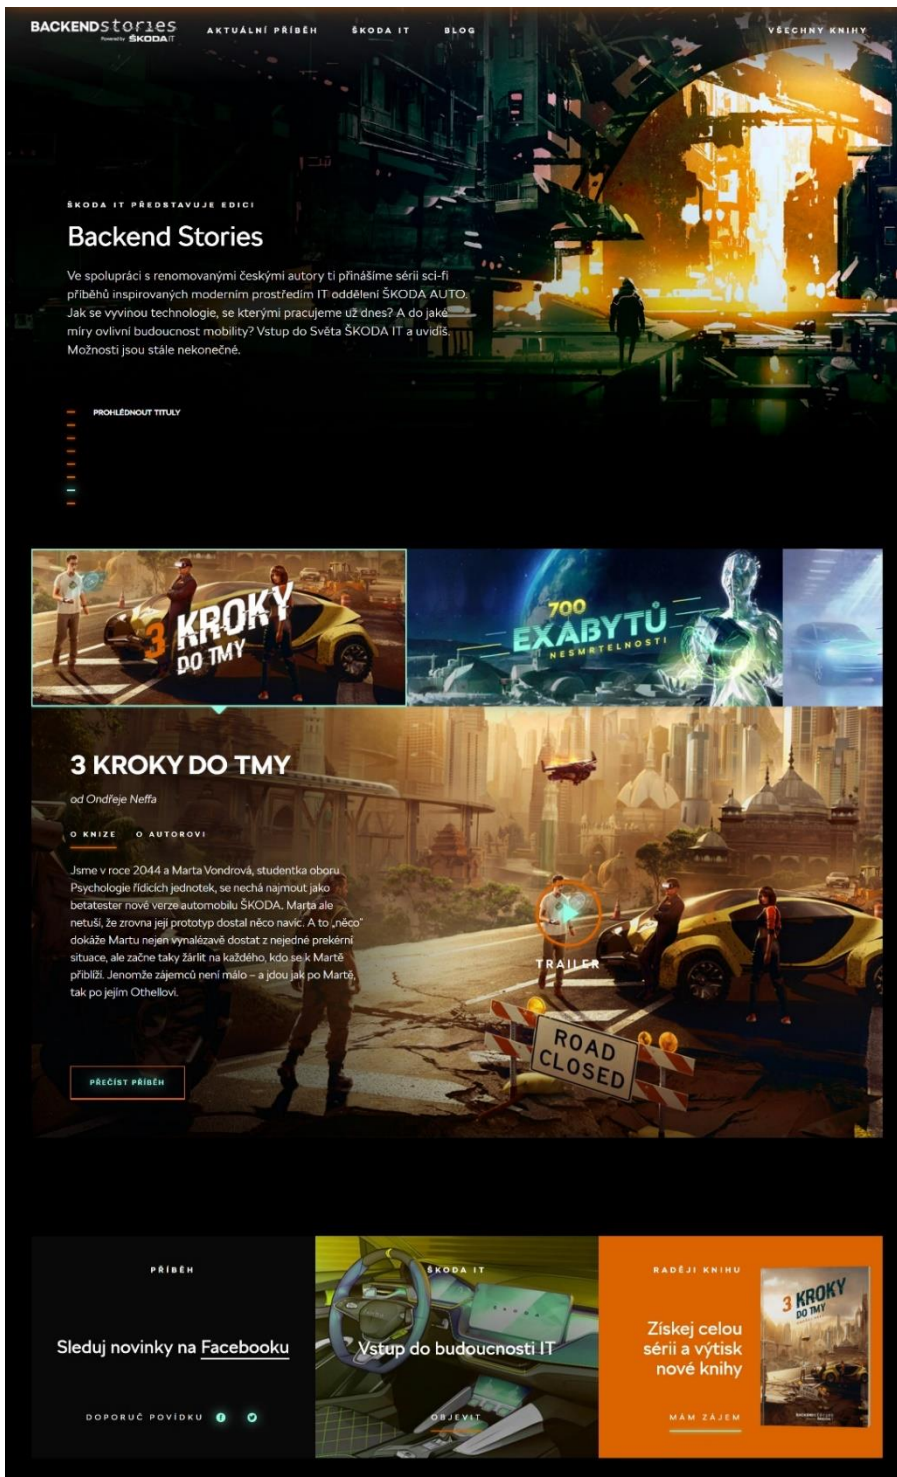 BACKENDstories
Powered by ŠKODA IT
AKTUÁLNÍ PŘÍBĚH
ŠKODA IT
BLOG
VŠECHNY KNIHY
ŠKODA IT PŘEDSTAVUJE EDICI
Backend Stories
Ve spolupráci s renomovanými českými autory ti přinášíme sérii sci-fi
příběhů inspirovaných moderním prostředím IT oddělení ŠKODA AUTO.
Jak se vyvinou technologie, se kterými pracujeme už dnes? A do jaké
míry ovlivní budoucnost mobility? Vstup do Světa ŠKODA IT a uvidíš.
Možnosti jsou stále nekonečné.
PROHLÉDNOUT TITULY
3 KROKY
DO TMY
700
EXABYTŮ
NESMRTELNOSTI
3 KROKY DO TMY
od Ondřeje Neffa
O KNIZE
O AUTOROVI
Jsme v roce 2044 a Marta Vondrová, studentka oboru
Psychologie řídících jednotek, se nechá najmout jako
betatester nové verze automobilu ŠKODA. Marta ale
netuší, že zrovna její prototyp dostal něco navíc. A to „něco"
dokáže Martu nejen vynalézavě dostat z nejedné prekérní
situace, ale začne taky žárlit na každého, kdo se k Martě
přiblíží. Jenomže zájemců není málo – a jdou jak po Martě,
tak po jejím Othellovi.
TRAILER
ROAD
CLOSED
PŘEČÍST PŘÍBĚH
PŘÍBĚH
Sleduj novinky na Facebooku
DOPORUČ POVÍDKU
ŠKODA IT
Vstup do budoucnosti IT
OBJEVIT
RADĚJI KNIHU
Získej celou
sérii a výtisk
nové knihy
MÁM ZÁJEM
3 KROKY
DO TMY